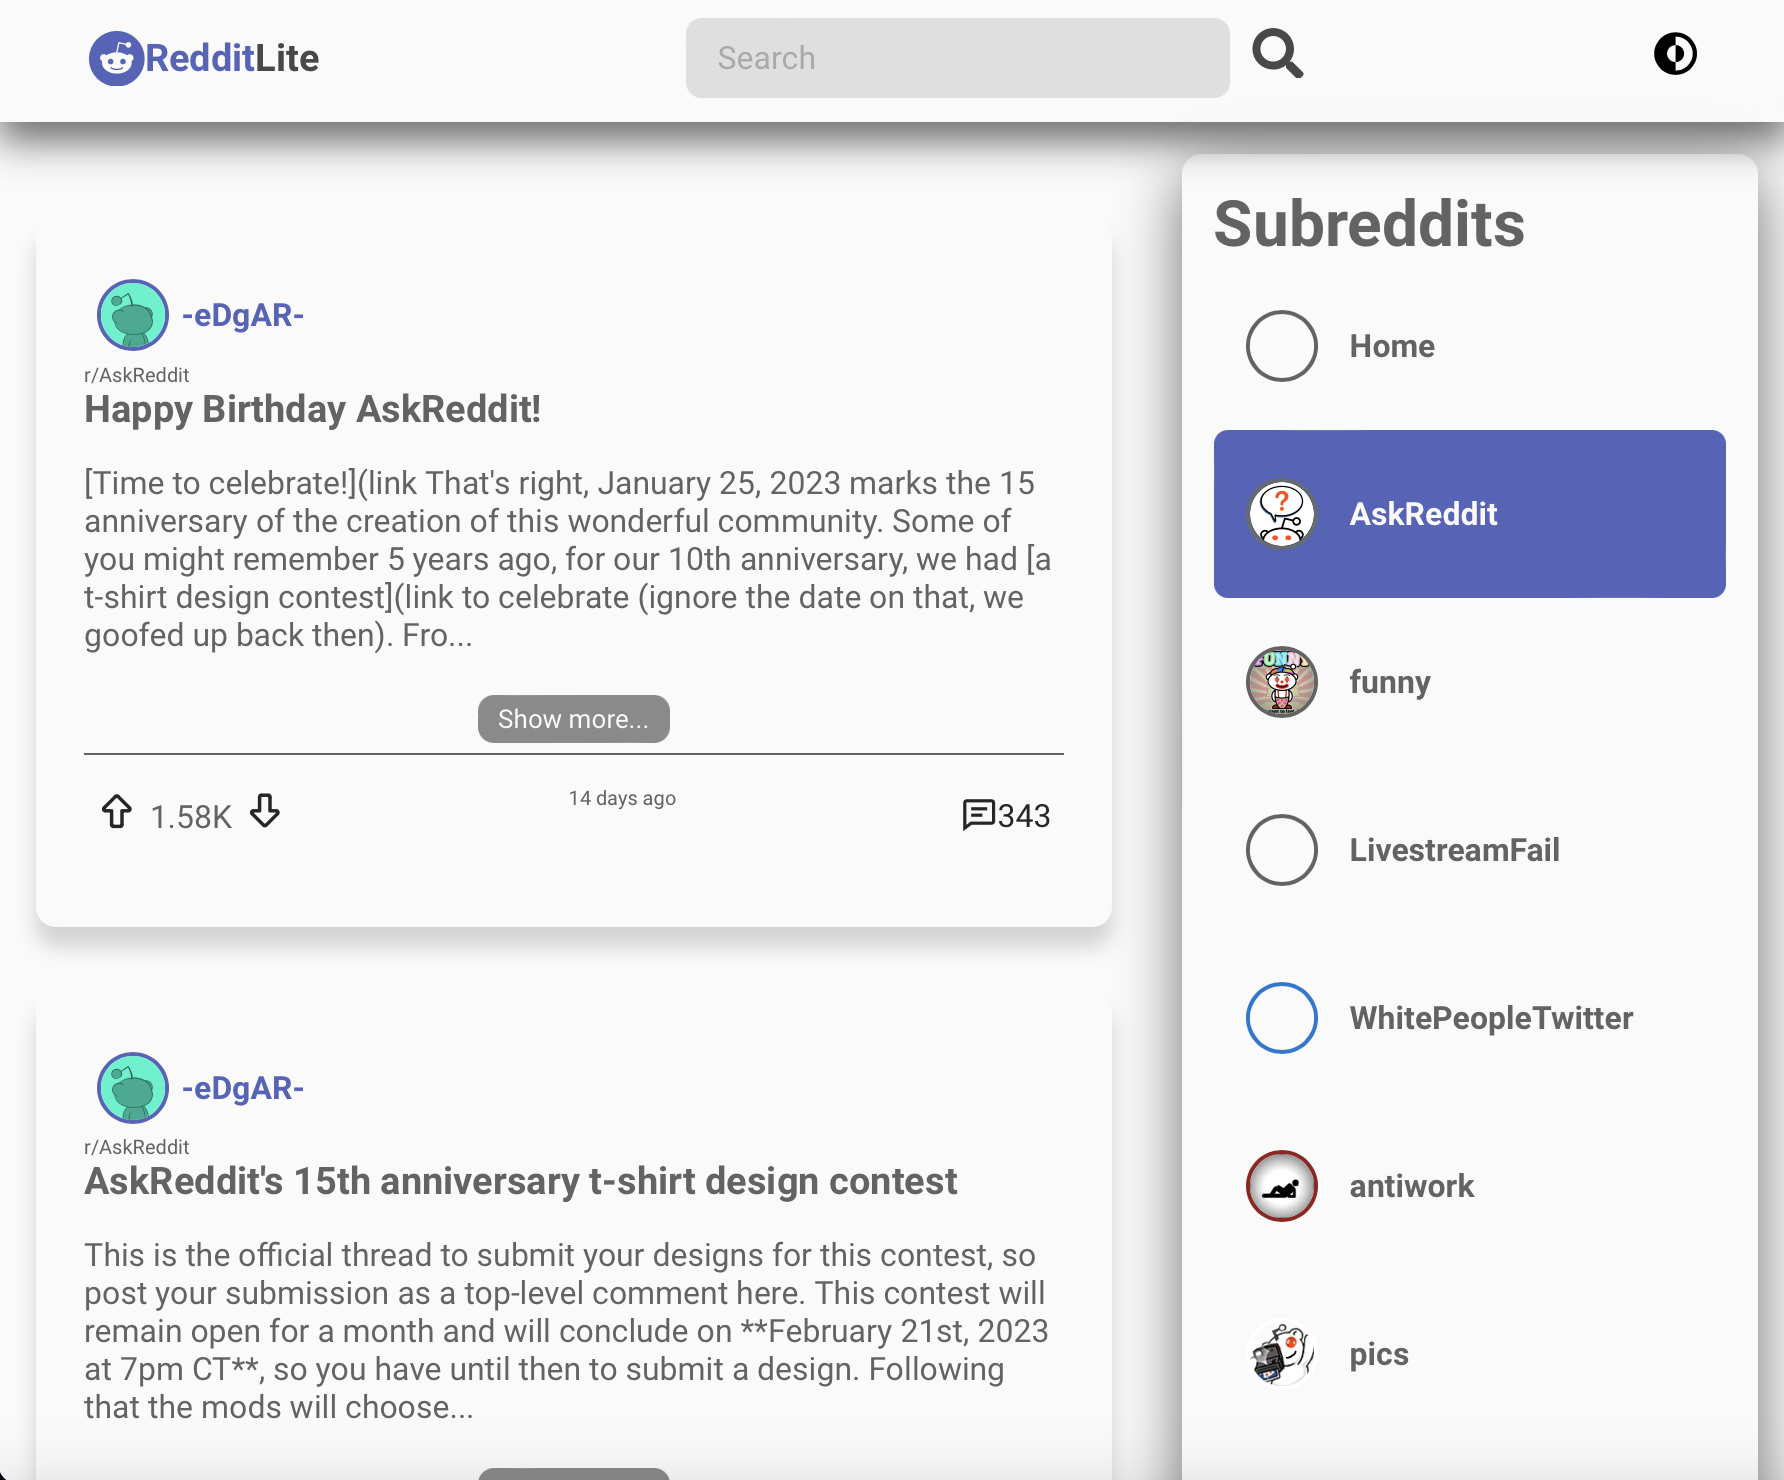 RedditLite
Search
-eDgAR-
r/AskReddit
Happy Birthday AskReddit!
[Time to celebrate!](link That's right, January 25, 2023 marks the 15
anniversary of the creation of this wonderful community. Some of
you might remember 5 years ago, for our 10th anniversary, we had [a
t-shirt design contest](link to celebrate (ignore the date on that, we
goofed up back then). Fro...
Show more...
1.58K
14 days ago
343
-eDgAR-
r/AskReddit
AskReddit's 15th anniversary t-shirt design contest
This is the official thread to submit your designs for this contest, so
post your submission as a top-level comment here. This contest will
remain open for a month and will conclude on **February 21st, 2023
at 7pm CT**, so you have until then to submit a design. Following
that the mods will choose...
Subreddits
Home
?
AskReddit
funny
LivestreamFail
WhitePeopleTwitter
antiwork
pics